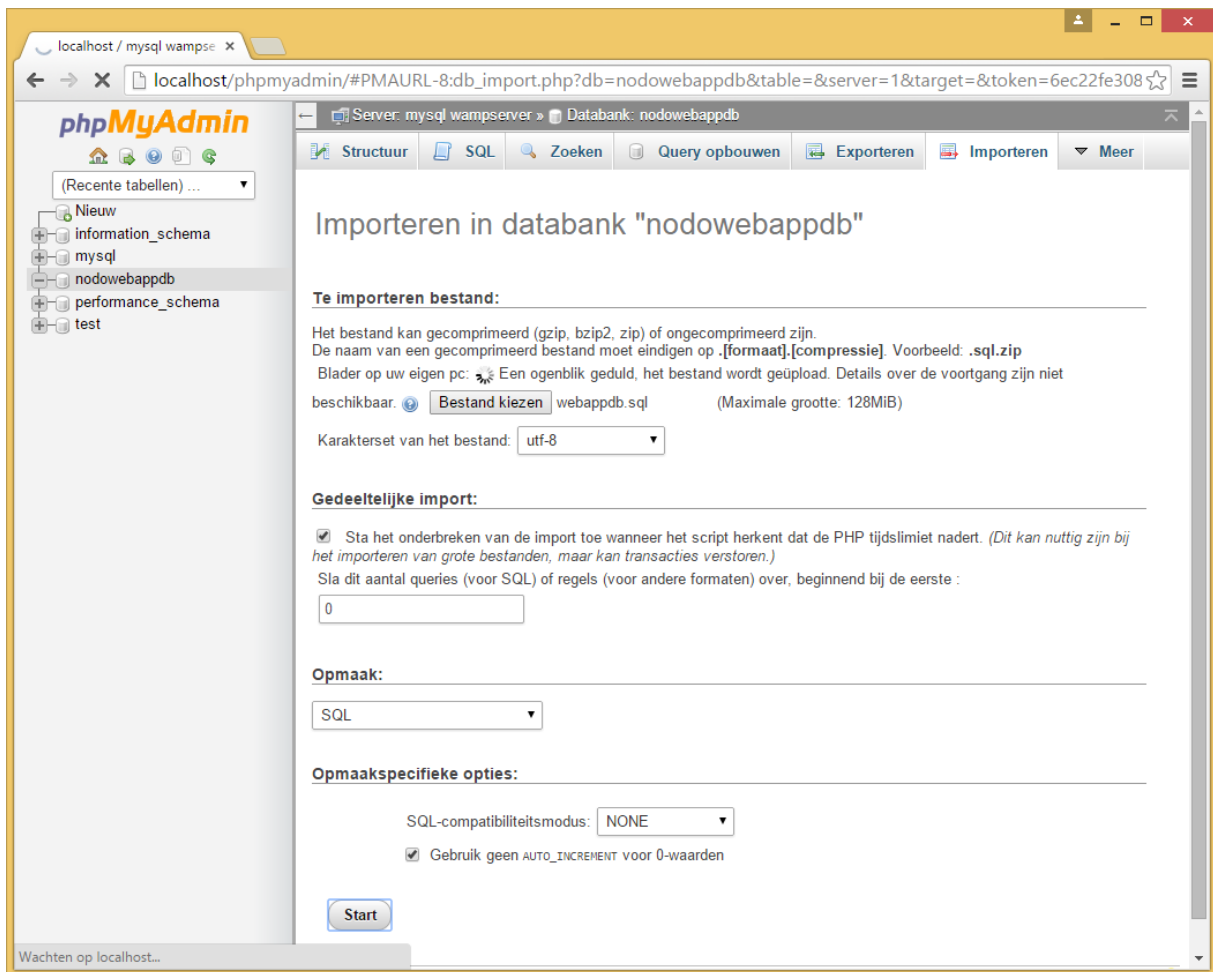 localhost / mysql wampse
localhost/phpmyadmin/#PMAURL-8:db_import.php?db=nodowebappdb&table=&server=1&target=&token=6ec22fe308
phpMyAdmin
(Recente tabellen) ...
Nieuw
information_schema
mysql
nodowebappdb
performance_schema
test
Server: mysql wampserver » Databank: nodowebappdb
Structuur SQL Zoeken Query opbouwen Exporteren Importeren Meer
Importeren in databank "nodowebappdb"
Te importeren bestand:
Het bestand kan gecomprimeerd (gzip, bzip2, zip) of ongecomprimeerd zijn.
De naam van een gecomprimeerd bestand moet eindigen op .[formaat].[compressie]. Voorbeeld: .sql.zip
Blader op uw eigen pc: Een ogenblik geduld, het bestand wordt geüpload. Details over de voortgang zijn niet
beschikbaar. Bestand kiezen webappdb.sql (Maximale grootte: 128MiB)
Karakterset van het bestand: utf-8
Gedeeltelijke import:
Sta het onderbreken van de import toe wanneer het script herkent dat de PHP tijdslimiet nadert. (Dit kan nuttig zijn bij
het importeren van grote bestanden, maar kan transacties verstoren.)
Sla dit aantal queries (voor SQL) of regels (voor andere formaten) over, beginnend bij de eerste :
0
Opmaak:
SQL
Opmaakspecifieke opties:
SQL-compatibiliteitsmodus: NONE
Gebruik geen AUTO_INCREMENT voor 0-waarden
Start
Wachten op localhost...